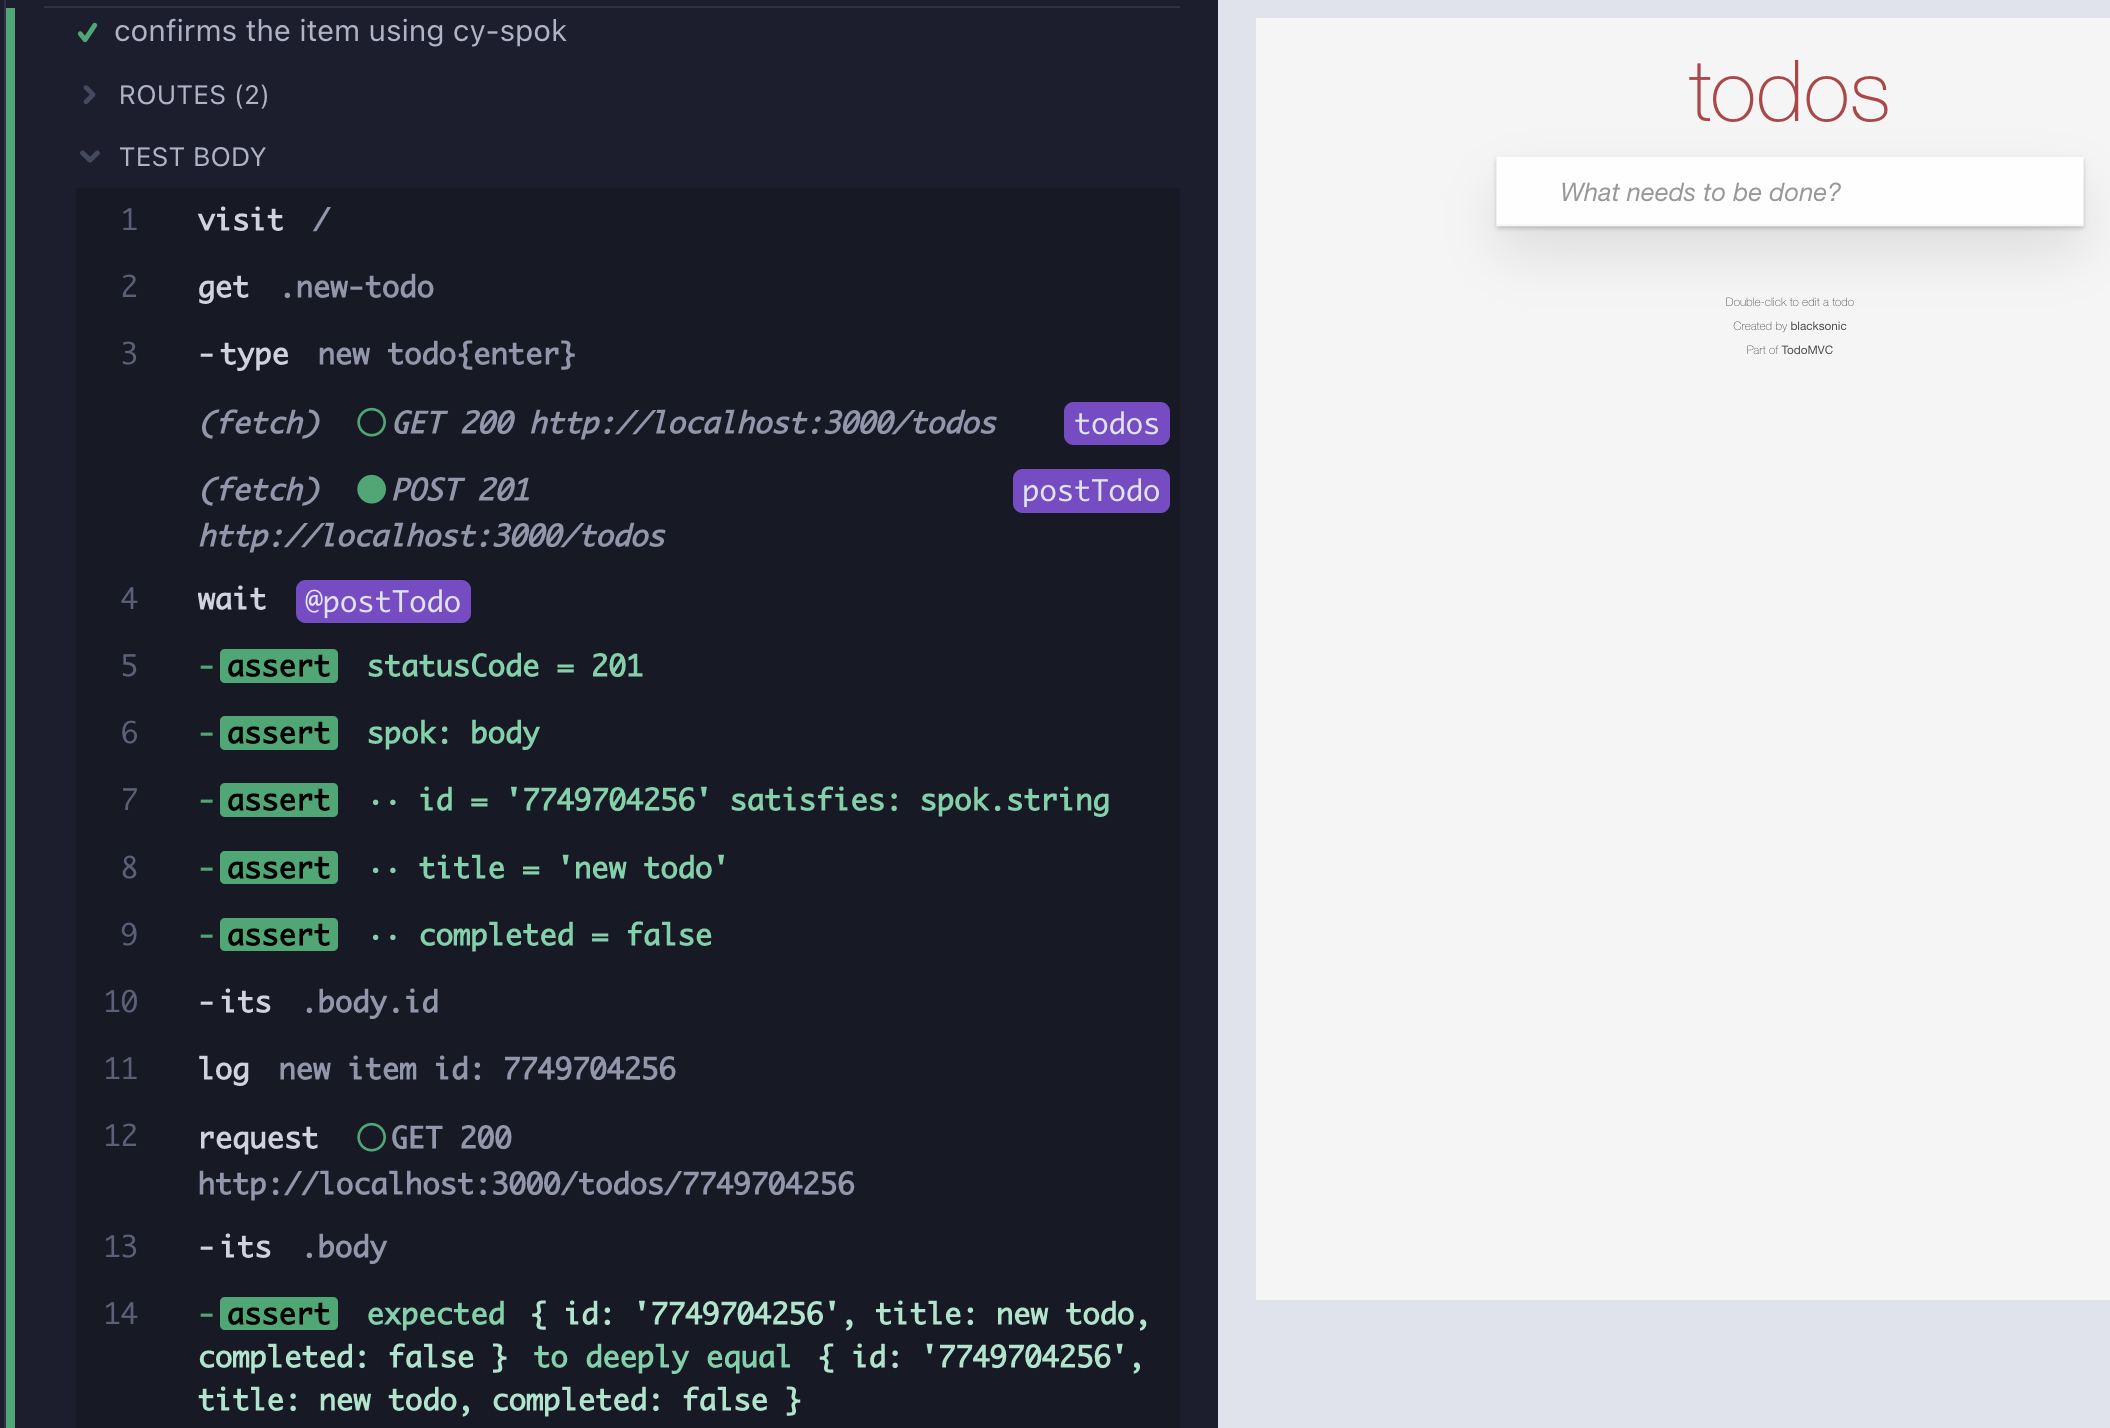 confirms the item using cy-spok
ROUTES (2)
TEST BODY
1 visit /
2 get .new-todo
3 -type new todo{enter}
(fetch) GET 200 http://localhost:3000/todos todos
(fetch) POST 201 postTodo
http://localhost:3000/todos
4 wait @postTodo
5 -assert statusCode = 201
6 -assert spok: body
7 -assert ·· id = '7749704256' satisfies: spok.string
8 -assert ·· title = 'new todo'
9 -assert ·· completed = false
10 -its .body.id
11 log new item id: 7749704256
12 request GET 200
http://localhost:3000/todos/7749704256
13 -its .body
14 -assert expected { id: '7749704256', title: new todo,
completed: false } to deeply equal { id: '7749704256',
title: new todo, completed: false }
todos
What needs to be done?
Double-click to edit a todo
Created by blacksonic
Part of TodoMVC